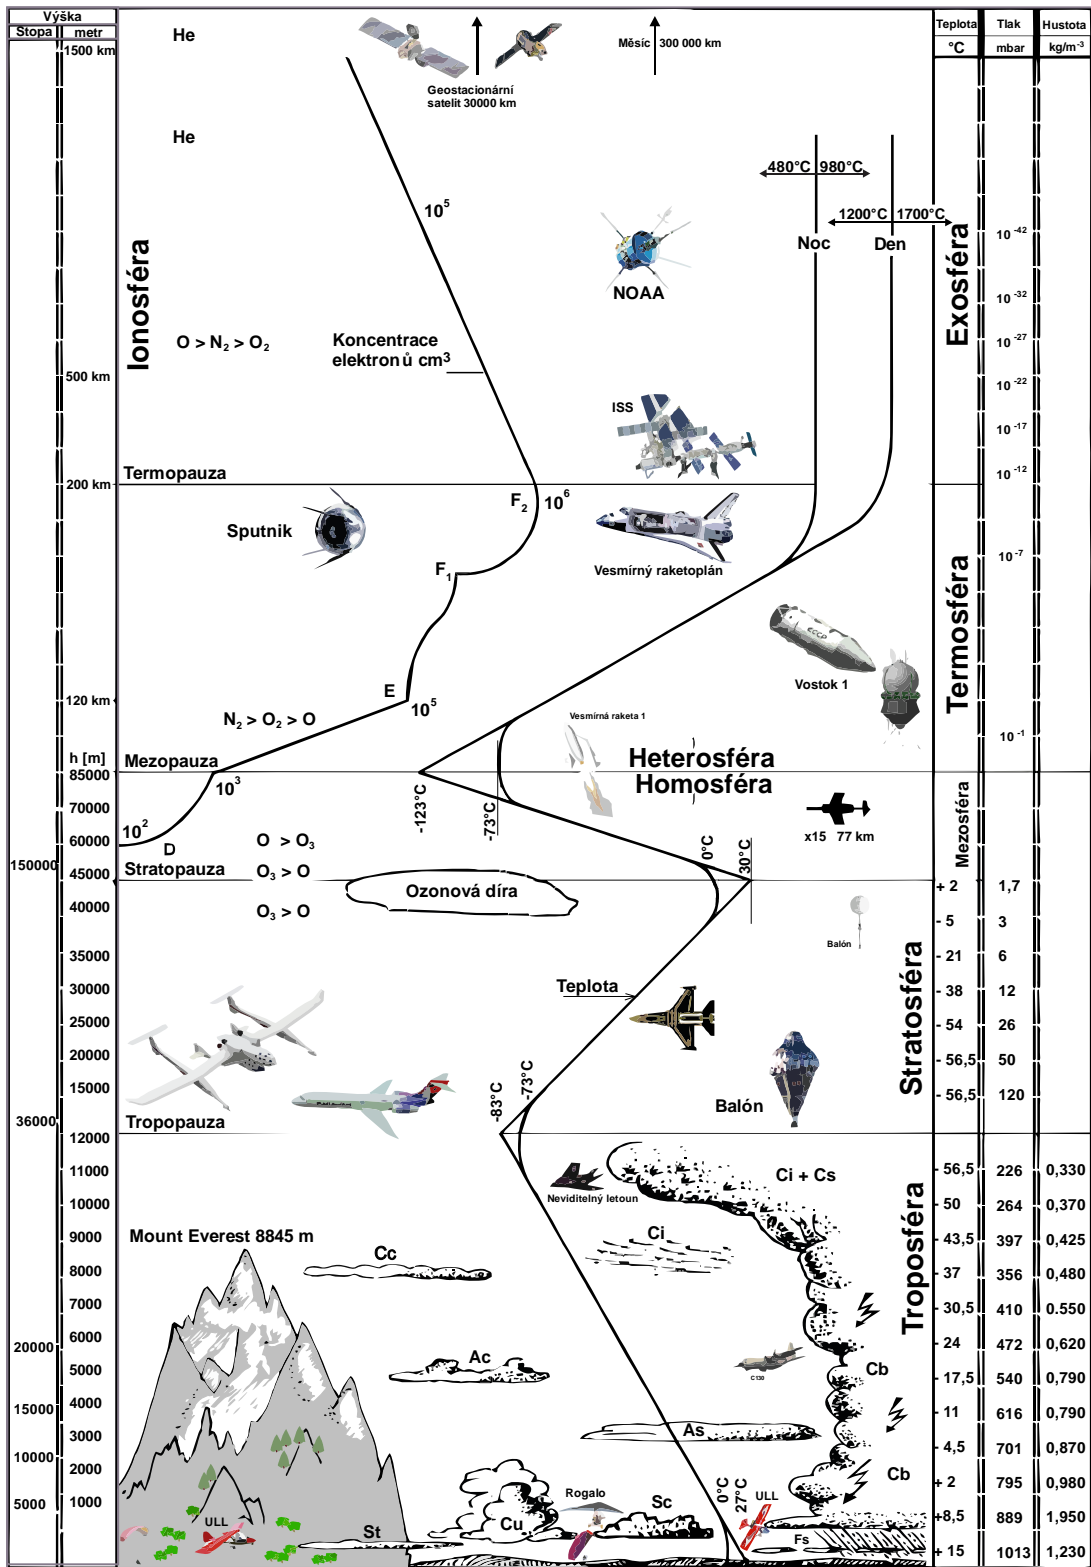 Výška
Stopa metr
Teplota Tlak Hustota
°C mbar kg/m-3
1500 km
He
Geostacionární
satelit 30000 km
Měsíc 300 000 km
He
480°C 980°C
1200°C 1700°C
Noc Den
10⁵
10-42
NOAA
10-32
Ionosféra
Exosféra
O > N₂ > O₂
Koncentrace
elektronů cm³
10-27
500 km
10-22
ISS
10-17
Termopauza
10-12
200 km
F₂ 10⁶
Sputnik
Vesmírný raketoplán
10-7
F₁
Termosféra
Vostok 1
CCCP
E
120 km
10⁵
N₂ > O₂ > O
Vesmírná raketa 1
10-1
h [m]
Mezopauza
Heterosféra
Homosféra
85000
10³
-123°C
-73°C
70000
x15 77 km
Mezosféra
10²
60000
D
O > O₃
0°C
30°C
150000
Stratopauza
O₃ > O
45000
+ 2 1,7
Ozonová díra
40000
O₃ > O
- 5 3
Balón
35000
- 21 6
Teplota
30000
- 38 12
25000
- 54 26
Stratosféra
20000
- 56,5 50
15000
- 56,5 120
-83°C
-73°C
Balón
36000
Tropopauza
12000
11000
- 56,5 226 0,330
Ci + Cs
Neviditelný letoun
10000
- 50 264 0,370
Mount Everest 8845 m
9000
- 43,5 397 0,425
Cc
Ci
8000
- 37 356 0,480
Troposféra
7000
- 30,5 410 0.550
6000
20000
- 24 472 0,620
Ac
C130
Cb
5000
- 17,5 540 0,790
15000
4000
- 11 616 0,790
As
3000
- 4,5 701 0,870
10000
2000
+ 2 795 0,980
Cb
0°C
27°C
5000
1000
Rogalo
ULL
Sc
+8,5 889 1,950
ULL
St
Cu
Fs
+ 15 1013 1,230